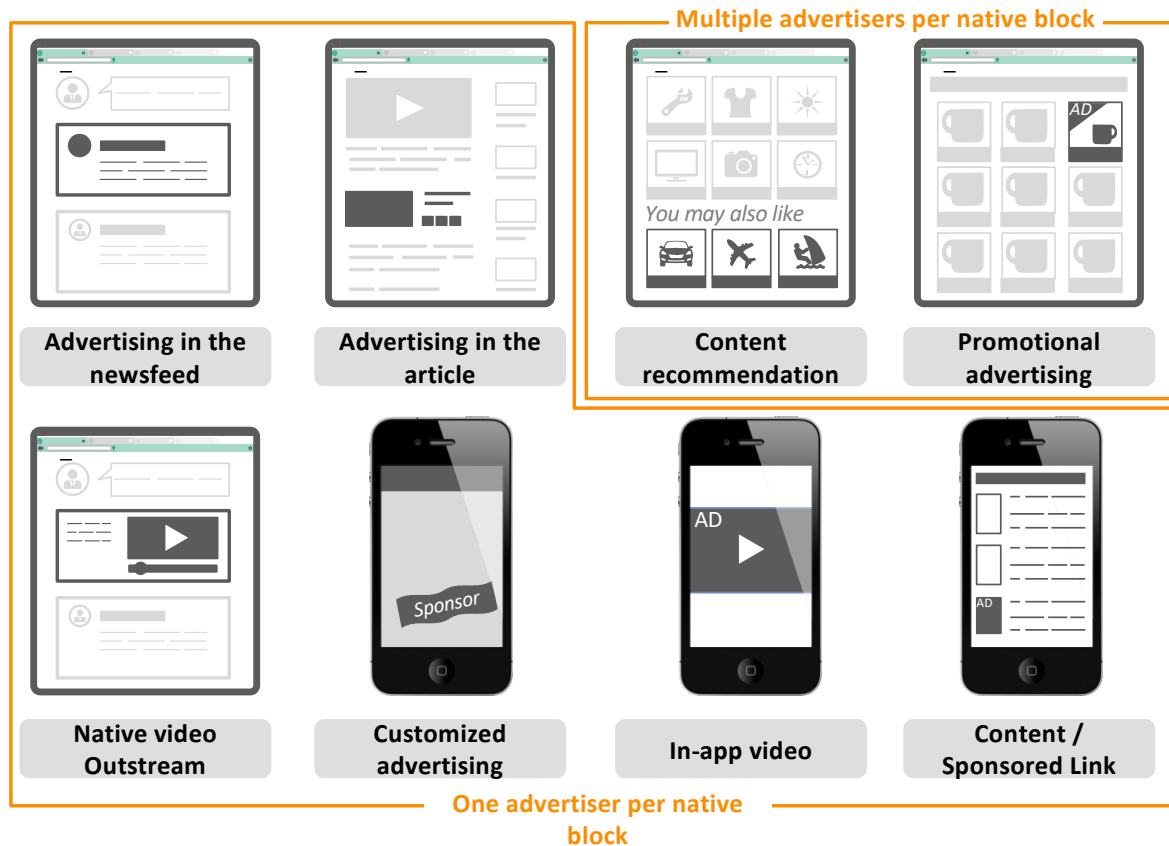 Multiple advertisers per native block
AD
You may also like
Advertising in the
newsfeed
Advertising in the
article
Content
recommendation
Promotional
advertising
Sponsor
AD
AD
Native video
Outstream
Customized
advertising
In-app video
Content /
Sponsored Link
One advertiser per native
block